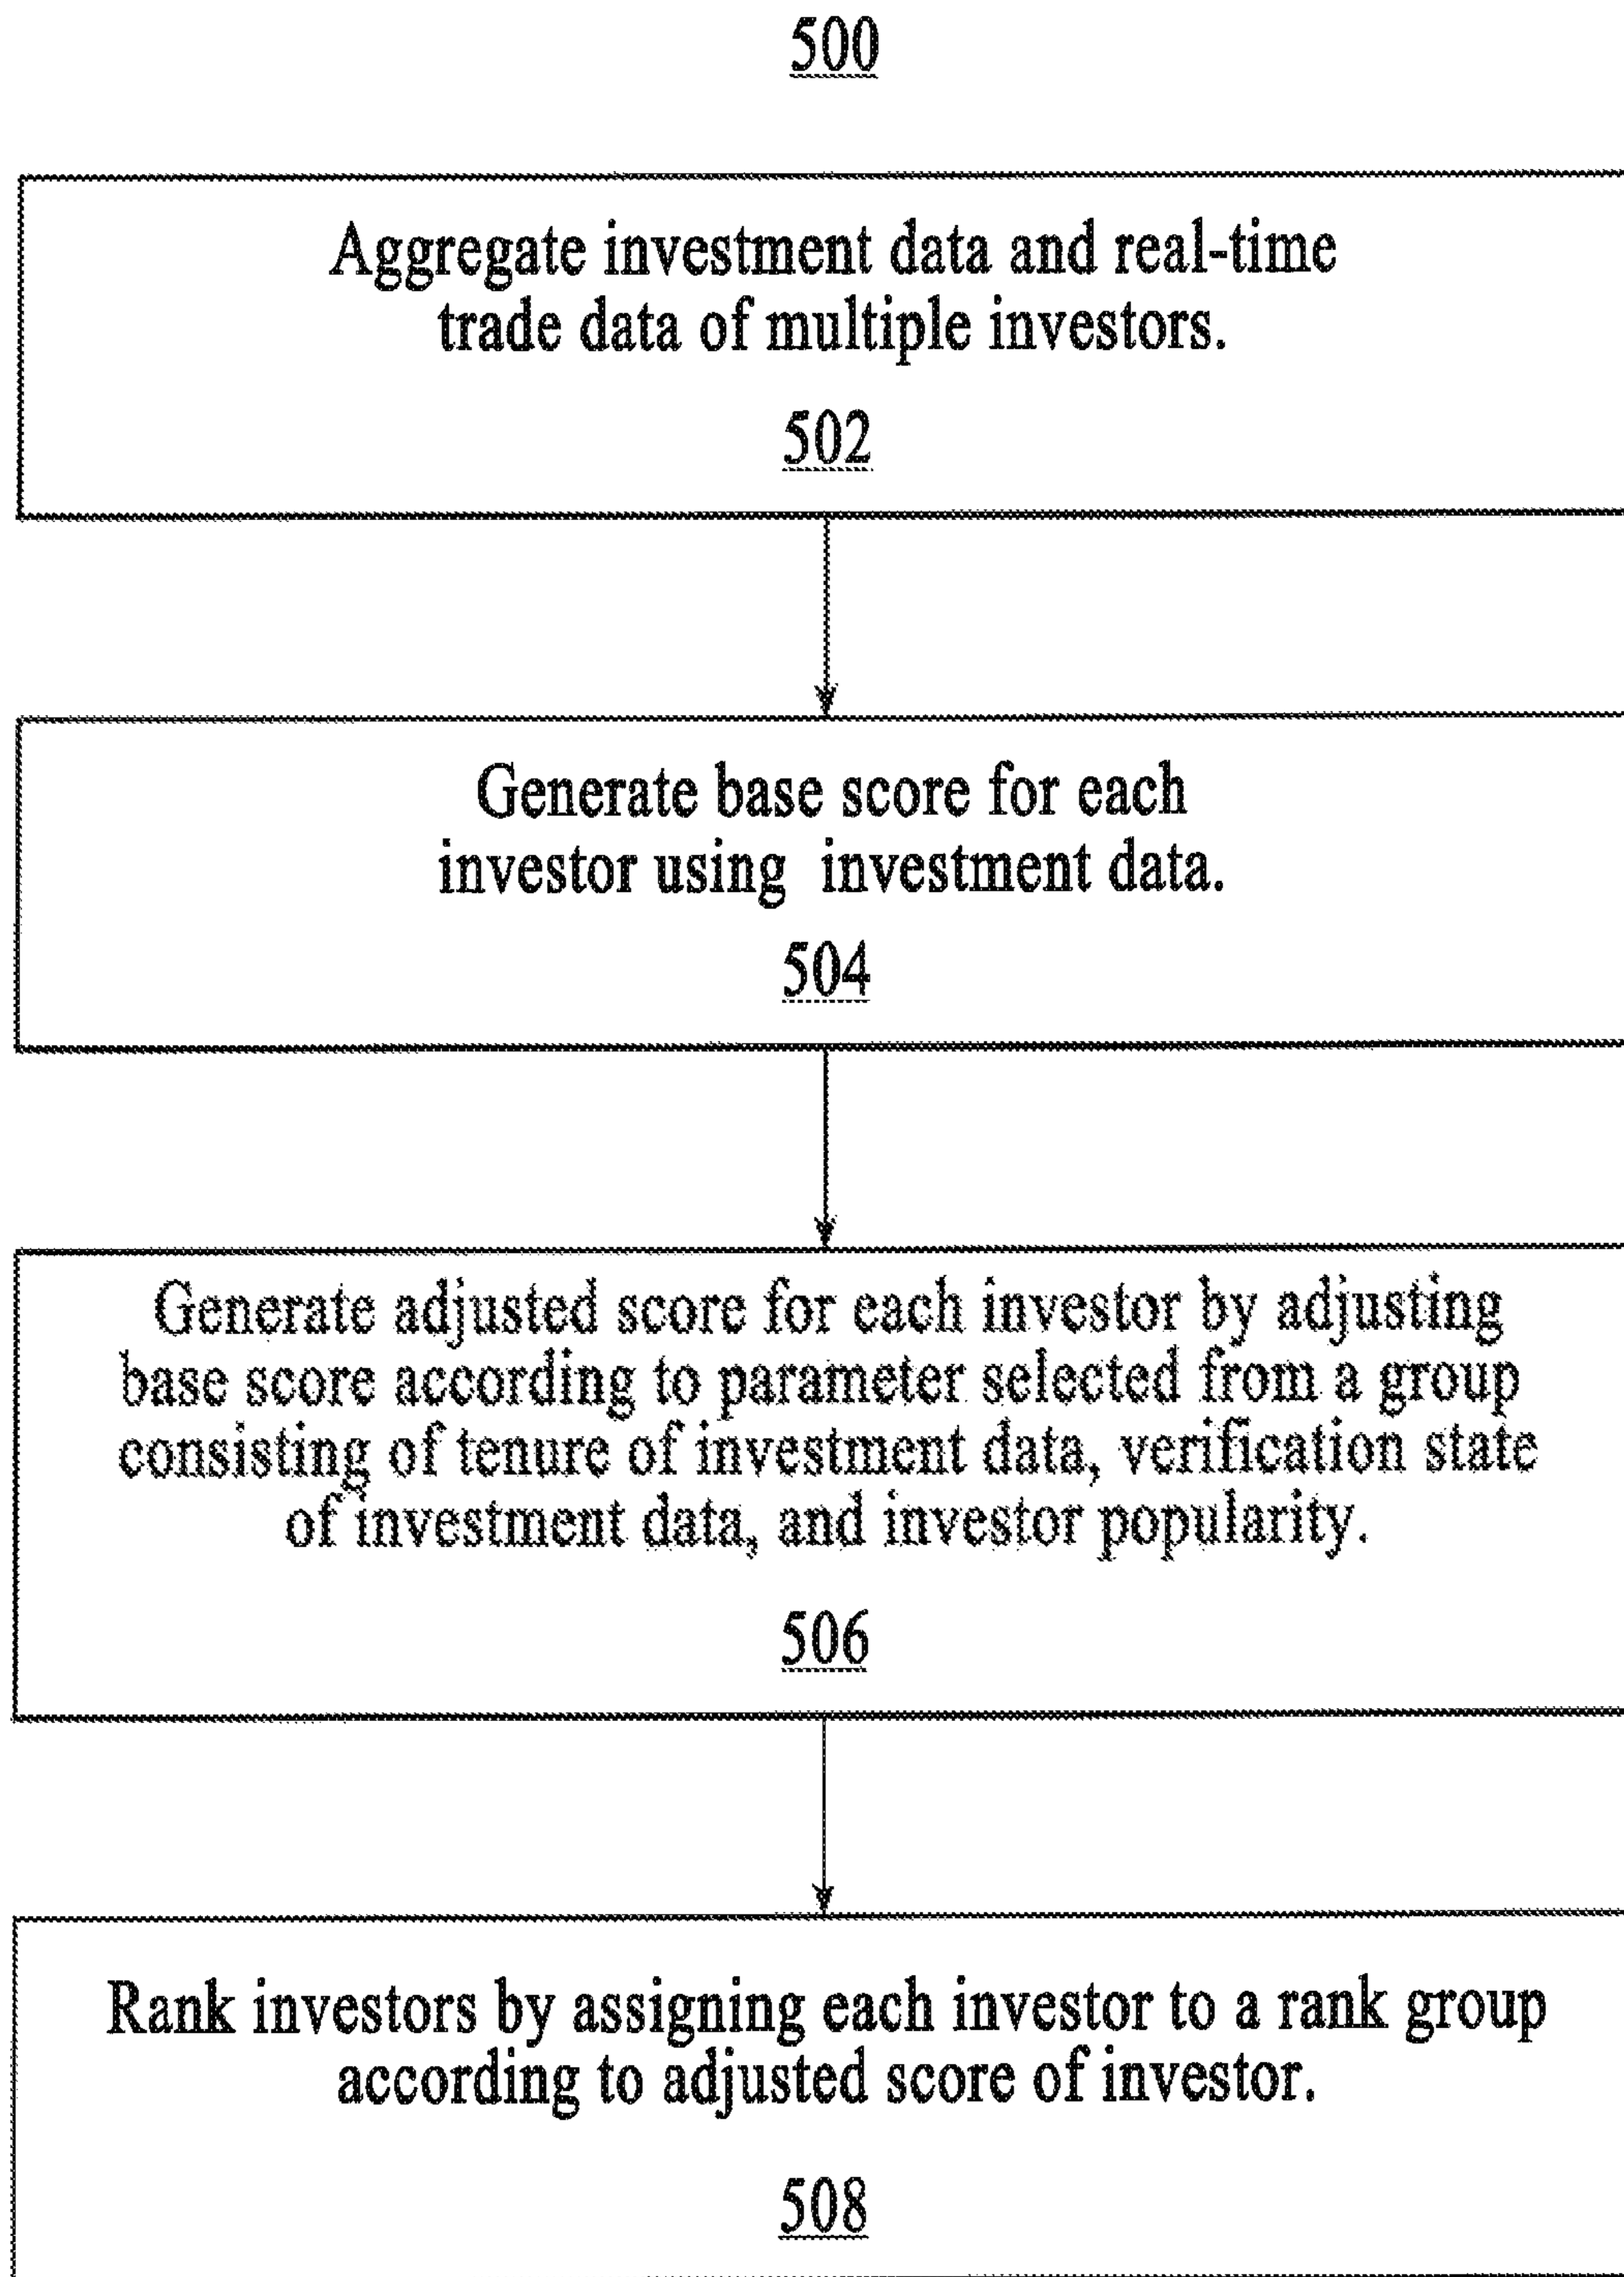 500
Aggregate investment data and real-time
trade data of multiple investors.
502
Generate base score for each
investor using investment data.
504
Generate adjusted score for each investor by adjusting
base score according to parameter selected from a group
consisting of tenure of investment data, verification state
of investment data, and investor popularity.
506
Rank investors by assigning each investor to a rank group
according to adjusted score of investor.
508